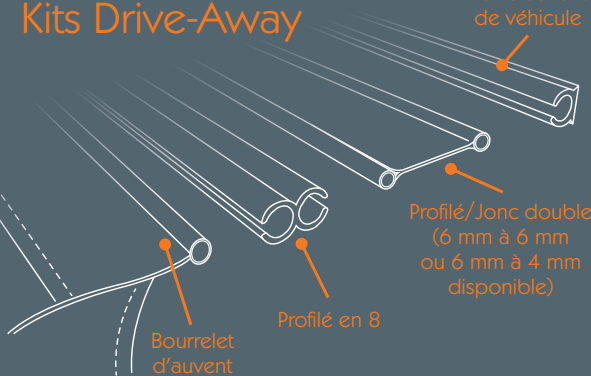 Kits Drive-Away
de véhicule
Profilé/Jonc double
(6 mm à 6 mm
ou 6 mm à 4 mm
disponible)
Profilé en 8
Bourrelet
d'auvent